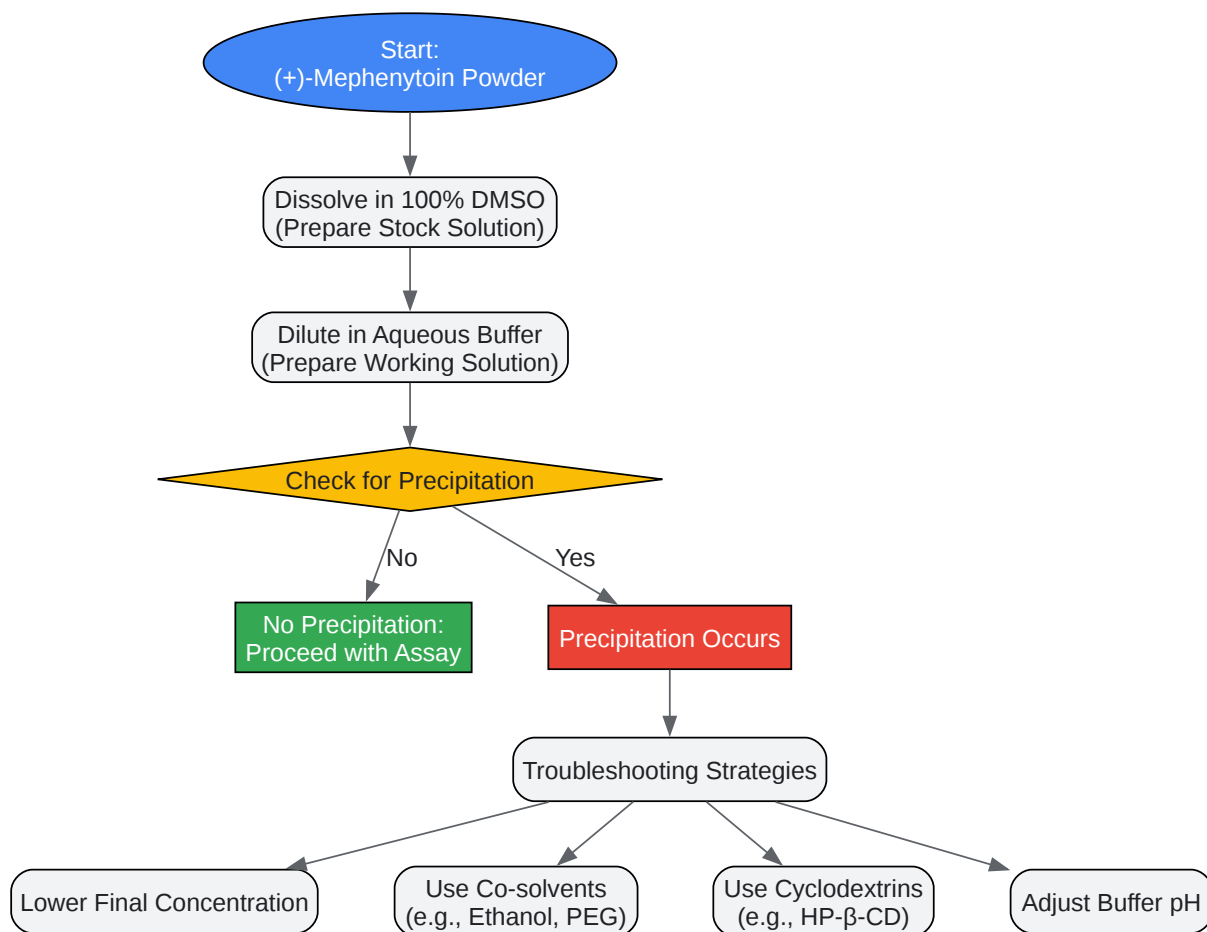 Start:
(+)-Mephenytoin Powder
Dissolve in 100% DMSO
(Prepare Stock Solution)
Dilute in Aqueous Buffer
(Prepare Working Solution)
Check for Precipitation
No
Yes
No Precipitation:
Proceed with Assay
Precipitation Occurs
Troubleshooting Strategies
Lower Final Concentration
Use Co-solvents
(e.g., Ethanol, PEG)
Use Cyclodextrins
(e.g., HP-β-CD)
Adjust Buffer pH